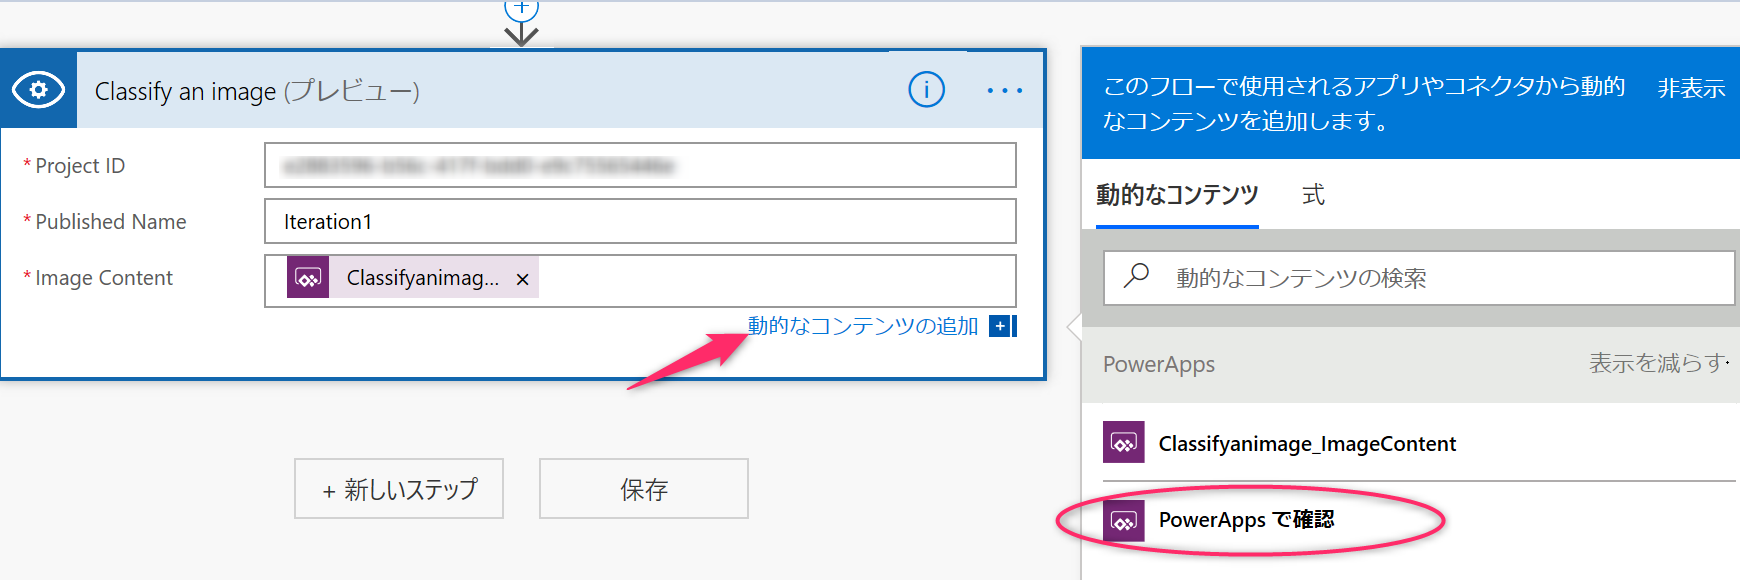 Classify an image (プレビュー)
* Project ID
* Published Name
Iteration1
* Image Content
Classifyanimag...
動的なコンテンツの追加
+ 新しいステップ
保存
このフローで使用されるアプリやコネクタから動的
なコンテンツを追加します。
非表示
動的なコンテンツ
式
動的なコンテンツの検索
PowerApps
表示を減らす
Classifyanimage_ImageContent
PowerApps で確認